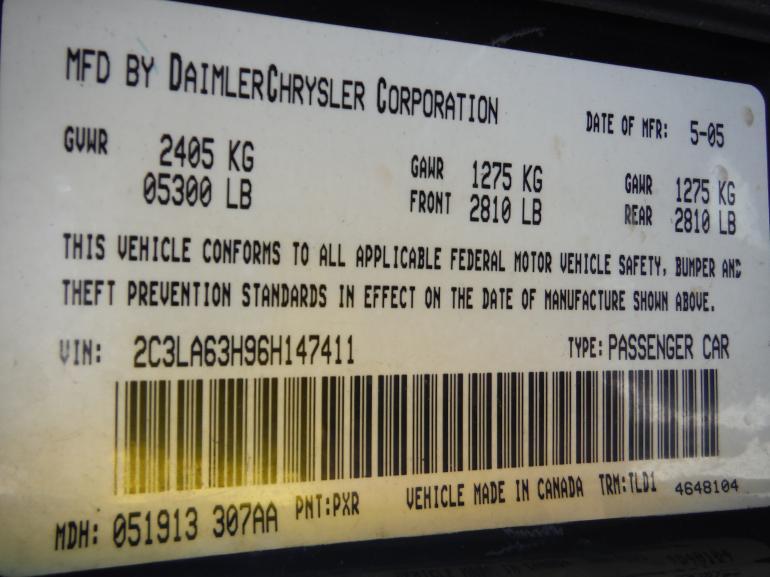 MFD BY DAIMLERCHRYSLER CORPORATION DATE OF MFR: 5-05
GVWR 2405 KG GAWR 1275 KG GAWR 1275 KG
05300 LB FRONT 2810 LB REAR 2810 LB
THIS VEHICLE CONFORMS TO ALL APPLICABLE FEDERAL MOTOR VEHICLE SAFETY, BUMPER AND
THEFT PREVENTION STANDARDS IN EFFECT ON THE DATE OF MANUFACTURE SHOWN ABOVE.
VIN: 2C3LA63H96H147411 TYPE: PASSENGER CAR
MDH: 051913 307AA PNT: PXR VEHICLE MADE IN CANADA TRM: TLD1 4648104